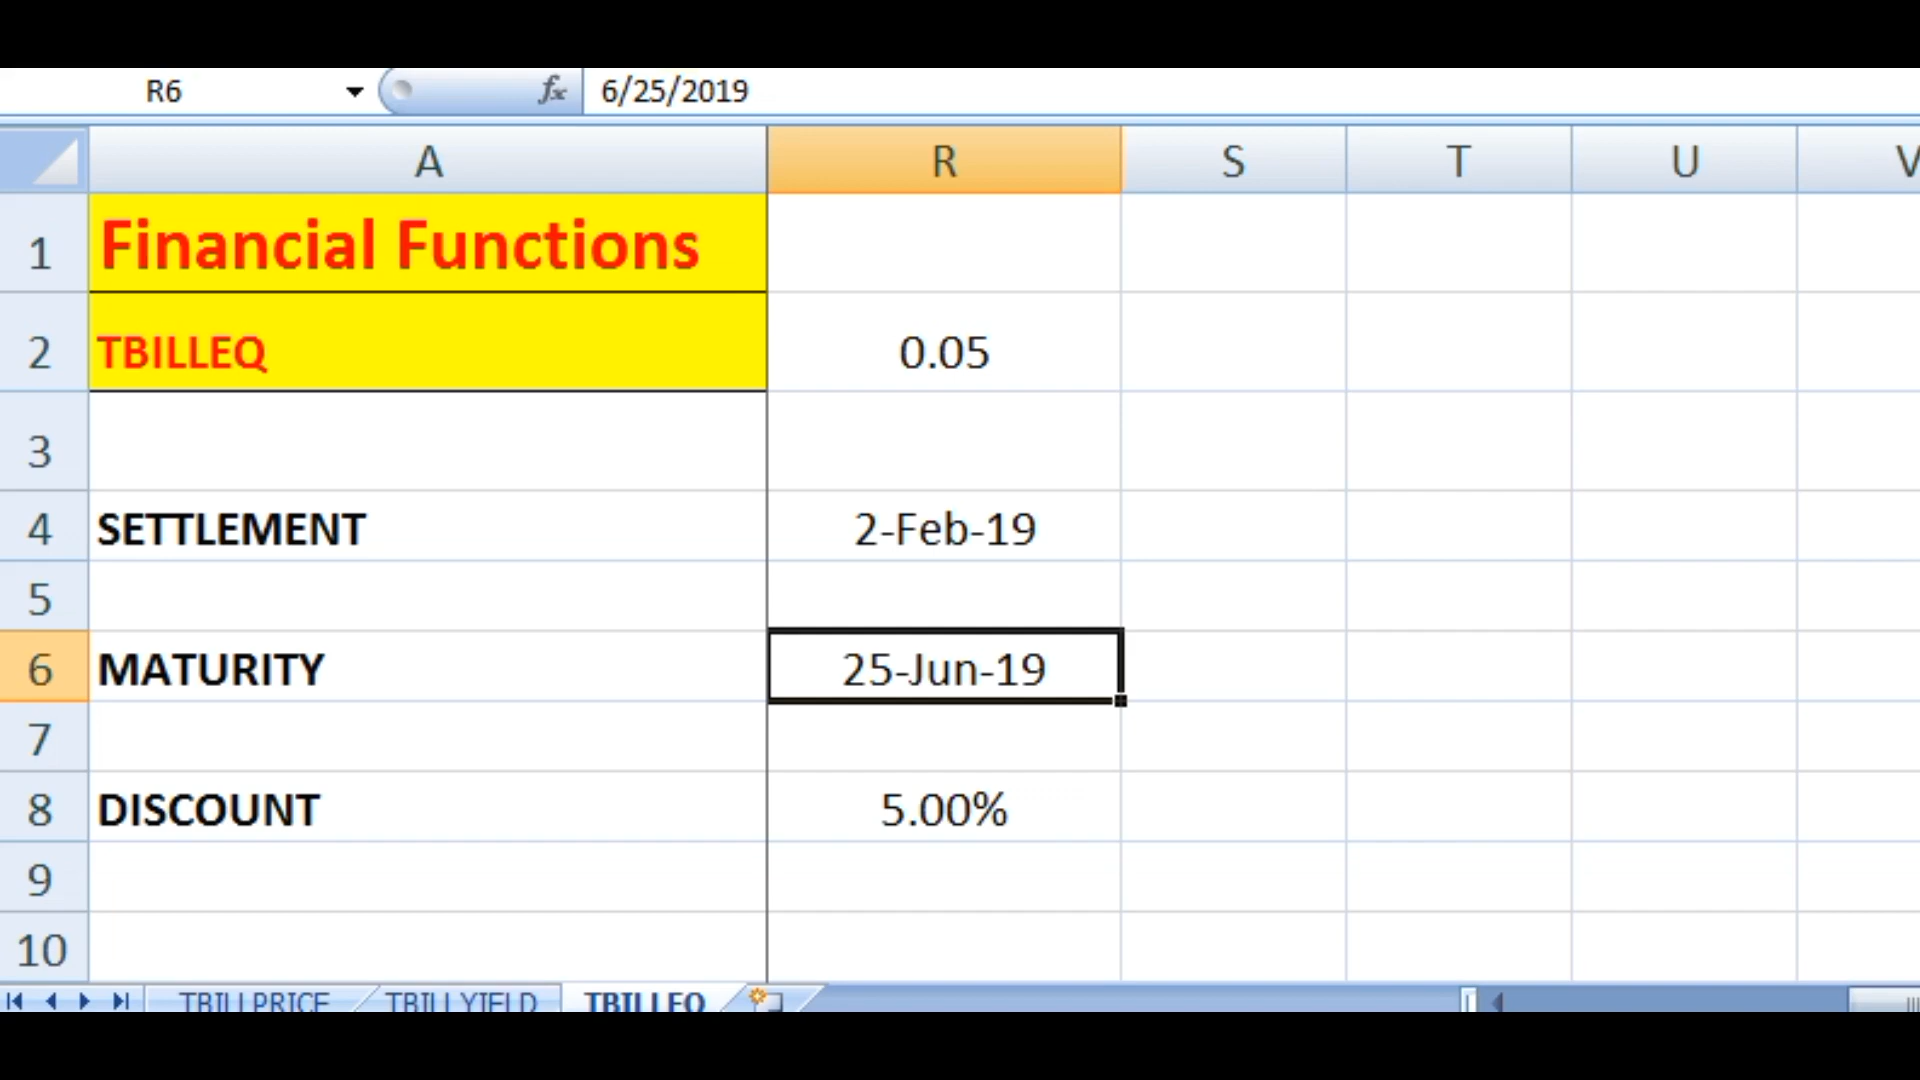 R6 fx 6/25/2019
A R S T U V
1 Financial Functions
2 TBILLEQ 0.05
3
4 SETTLEMENT 2-Feb-19
5
6 MATURITY 25-Jun-19
7
8 DISCOUNT 5.00%
9
10
TBILLPRICE TBILLYIELD TBILLEQ